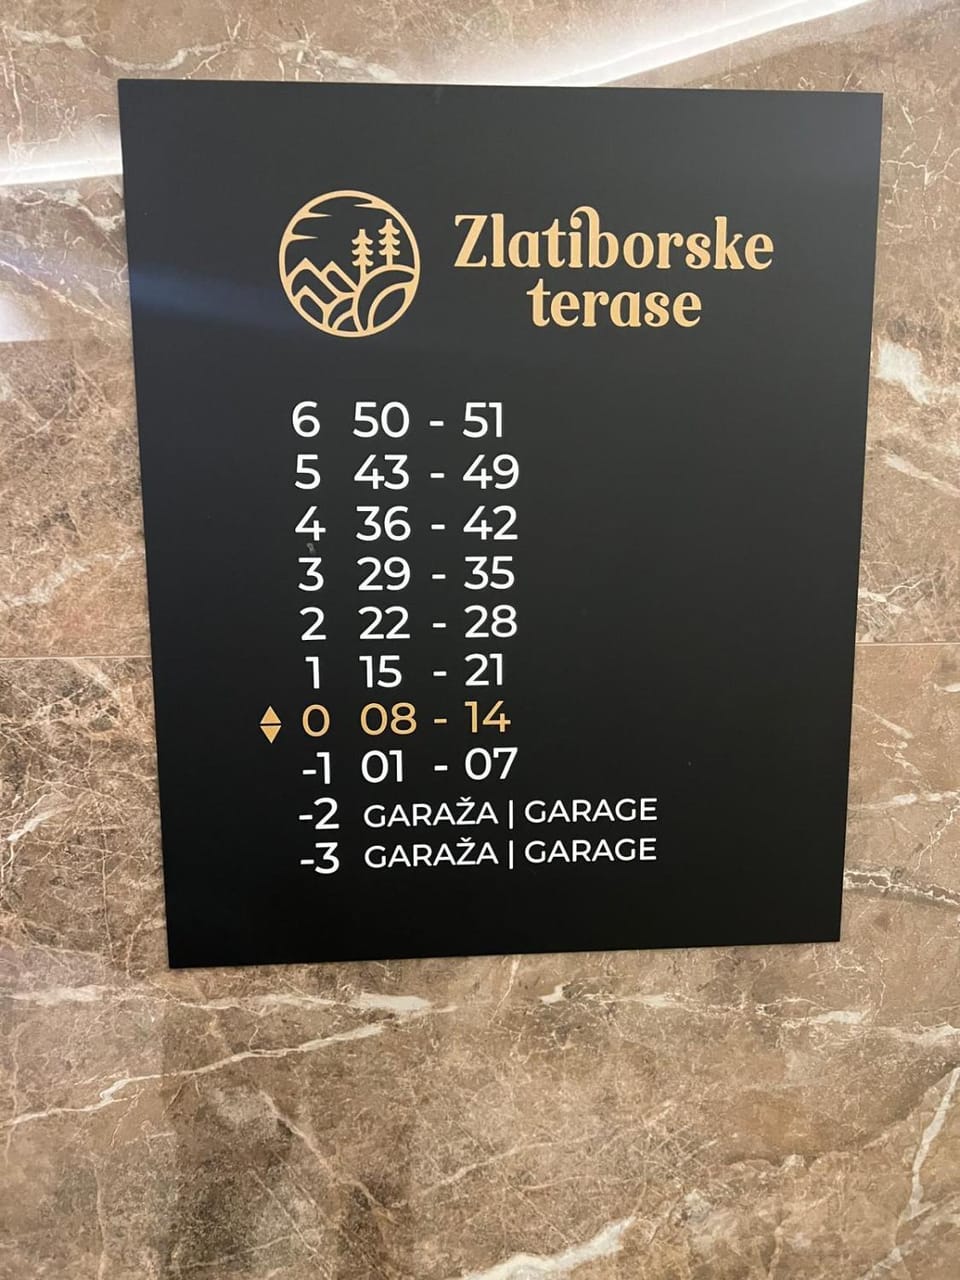 Zlatiborske
terase
6 50 - 51
5 43 - 49
4 36 - 42
3 29 - 35
2 22 - 28
1 15 - 21
0 08 - 14
-1 01 - 07
-2 GARAŽA | GARAGE
-3 GARAŽA | GARAGE